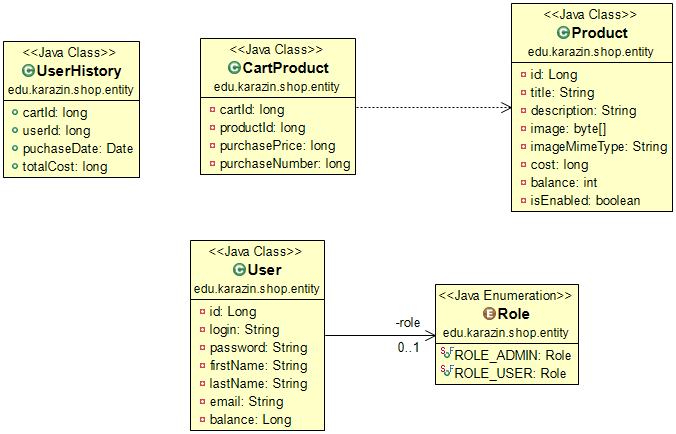 <<Java Class>>
UserHistory
edu.karazin.shop.entity
cartId: long
userId: long
puchaseDate: Date
totalCost: long
<<Java Class>>
CartProduct
edu.karazin.shop.entity
cartId: long
productId: long
purchasePrice: long
purchaseNumber: long
<<Java Class>>
Product
edu.karazin.shop.entity
id: Long
title: String
description: String
image: byte[]
imageMimeType: String
cost: long
balance: int
isEnabled: boolean
<<Java Class>>
User
edu.karazin.shop.entity
id: Long
login: String
password: String
firstName: String
lastName: String
email: String
balance: Long
-role
0..1
<<Java Enumeration>>
Role
edu.karazin.shop.entity
ROLE_ADMIN: Role
ROLE_USER: Role